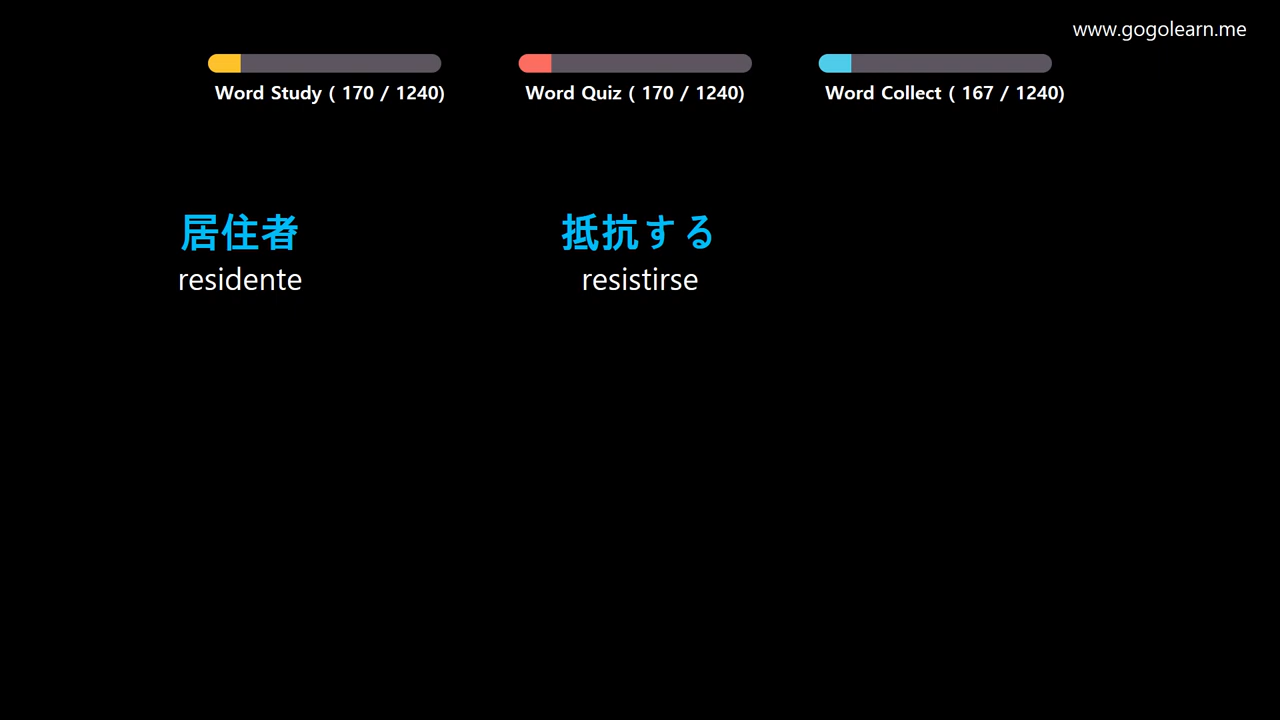 www.gogolearn.me
Word Study ( 170 / 1240)
Word Quiz ( 170 / 1240)
Word Collect ( 167 / 1240)
居住者
residente
抵抗する
resistirse